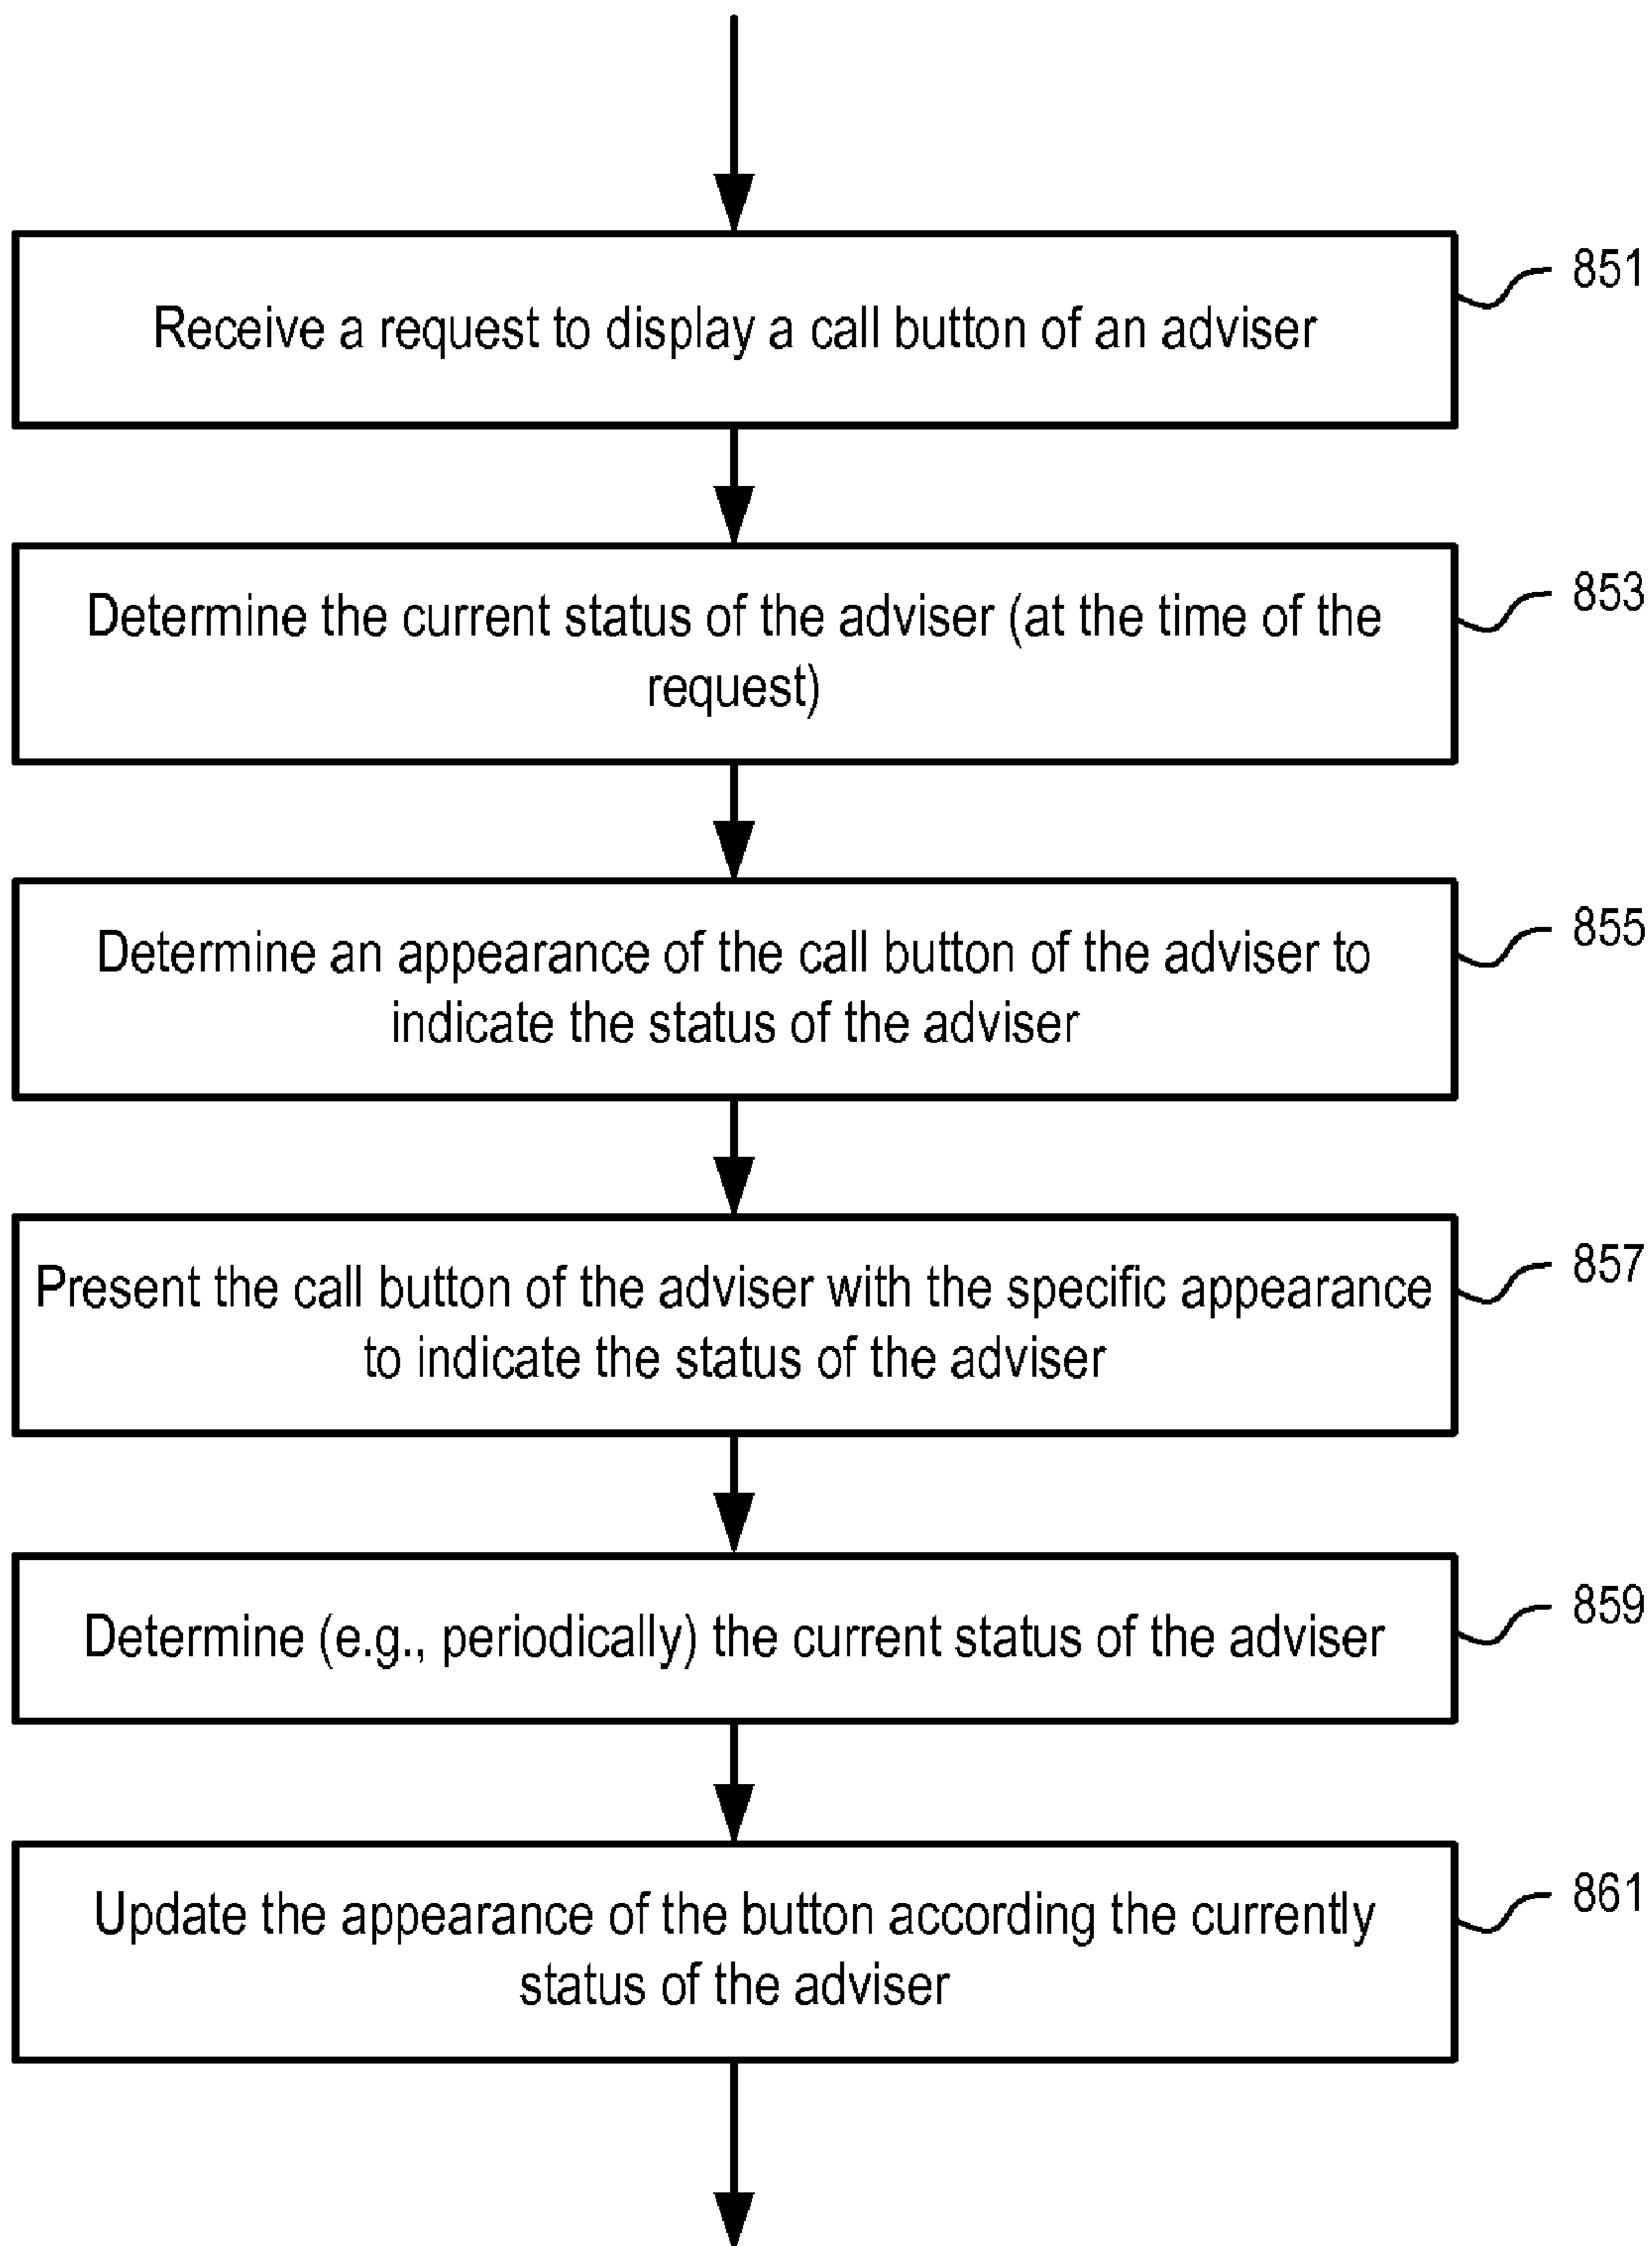 Receive a request to display a call button of an adviser
851
Determine the current status of the adviser (at the time of the
request)
853
Determine an appearance of the call button of the adviser to
indicate the status of the adviser
855
Present the call button of the adviser with the specific appearance
to indicate the status of the adviser
857
Determine (e.g., periodically) the current status of the adviser
859
Update the appearance of the button according the currently
status of the adviser
861